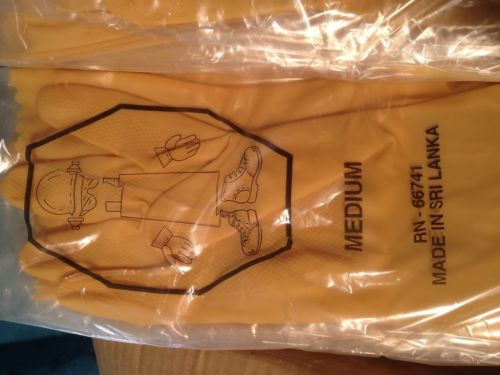 MEDIUM
RN - 66741
MADE IN SRI LANKA